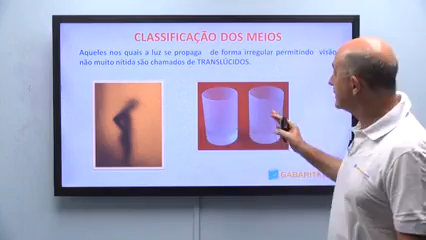 CLASSIFICAÇÃO DOS MEIOS
Aqueles nos quais a luz se propaga de forma irregular permitindo visão
não muito nítida são chamados de TRANSLÚCIDOS.